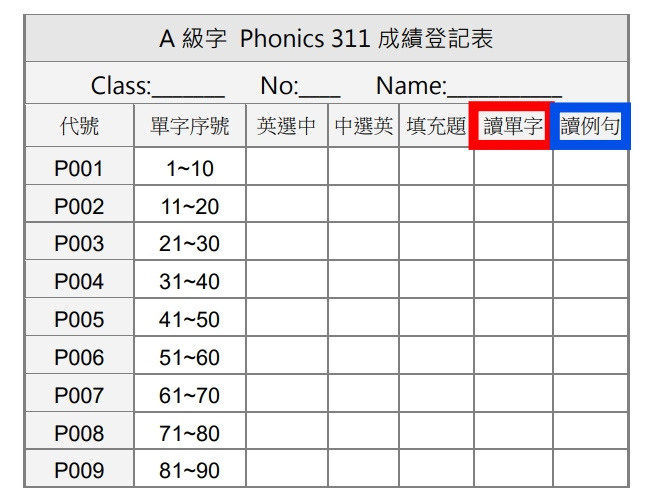 A 級字 Phonics 311 成績登記表
Class:_______ No:____ Name:___________
代號 單字序號 英選中 中選英 填充題 讀單字 讀例句
P001 1~10
P002 11~20
P003 21~30
P004 31~40
P005 41~50
P006 51~60
P007 61~70
P008 71~80
P009 81~90